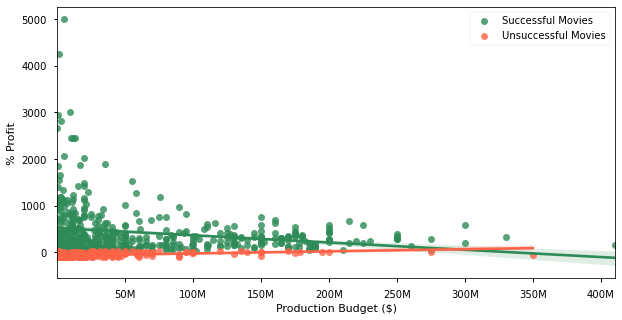 Successful Movies
Unsuccessful Movies
5000
4000
3000
2000
1000
0
% Profit
50M
100M
150M
200M
250M
300M
350M
400M
Production Budget ($)